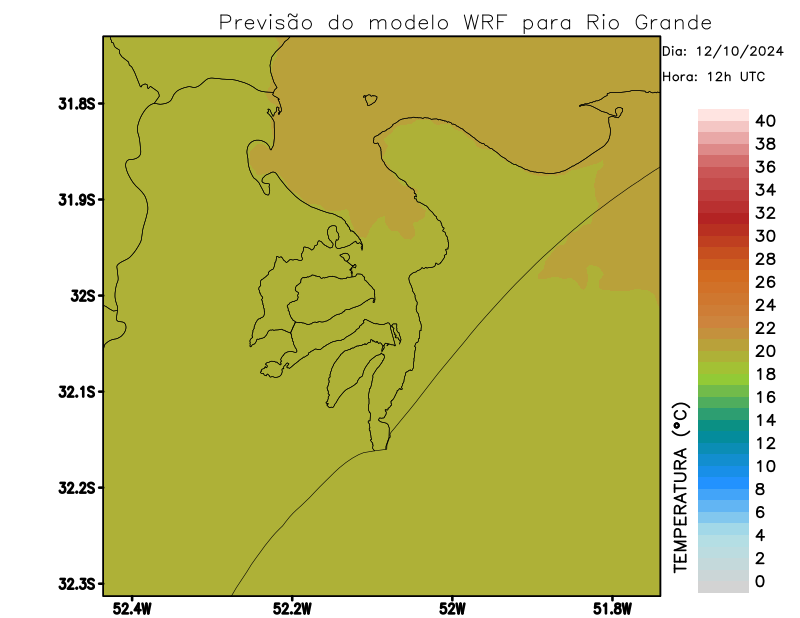 Previsão do modelo WRF para Rio Grande
Dia: 12/10/2024
Hora: 12h UTC
31.8S
31.9S
32S
32.1S
32.2S
32.3S
52.4W
52.2W
52W
51.8W
TEMPERATURA (°C)
40
38
36
34
32
30
28
26
24
22
20
18
16
14
12
10
8
6
4
2
0